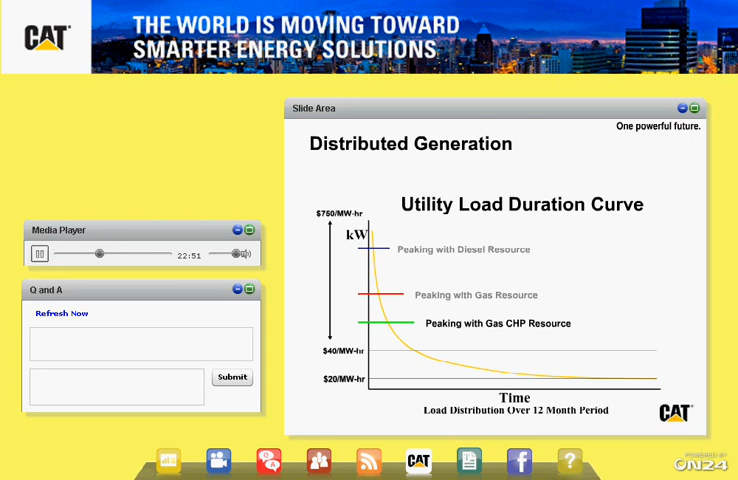 CAT
THE WORLD IS MOVING TOWARD
SMARTER ENERGY SOLUTIONS
Slide Area
One powerful future.
Distributed Generation
Utility Load Duration Curve
$750/MW-hr
kW
Peaking with Diesel Resource
Peaking with Gas Resource
Peaking with Gas CHP Resource
$40/MW-hr
$20/MW-hr
Time
Load Distribution Over 12 Month Period
CAT
Media Player
22:51
Q and A
Refresh Now
Submit
Q
A
CAT
f
?
POWERED BY
ON24